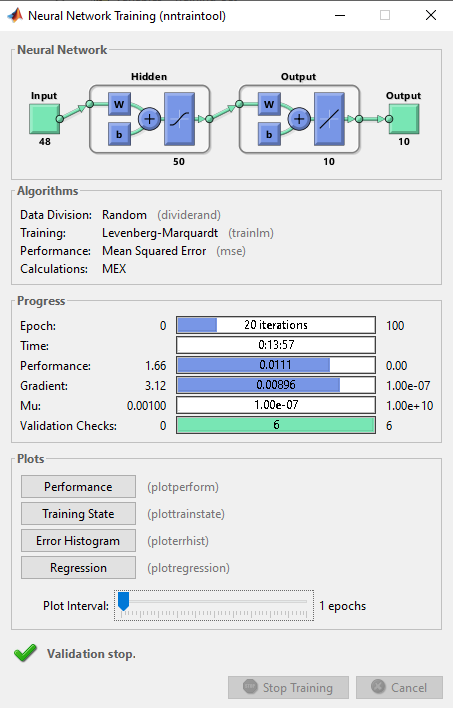 Neural Network Training (nntraintool)
Neural Network
Hidden Output
Input Output
W W
b b
48 50 10 10
Algorithms
Data Division: Random (dividerand)
Training: Levenberg-Marquardt (trainlm)
Performance: Mean Squared Error (mse)
Calculations: MEX
Progress
Epoch: 0 20 iterations 100
Time: 0:13:57
Performance: 1.66 0.0111 0.00
Gradient: 3.12 0.00896 1.00e-07
Mu: 0.00100 1.00e-07 1.00e+10
Validation Checks: 0 6 6
Plots
Performance (plotperform)
Training State (plottrainstate)
Error Histogram (ploterrhist)
Regression (plotregression)
Plot Interval: 1 epochs
Validation stop.
Stop Training Cancel